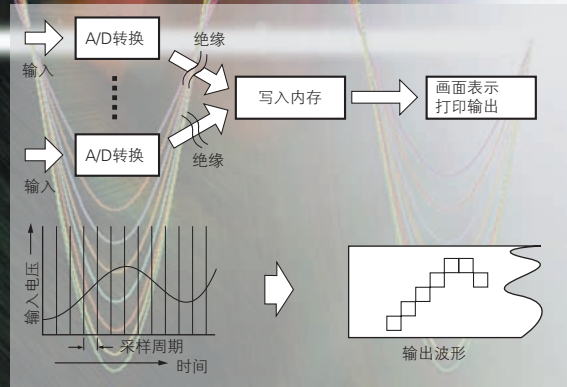 A/D转换
绝缘
输入
写入内存
画面表示
打印输出
A/D转换
绝缘
输入
输入电压
采样周期
时间
输出波形